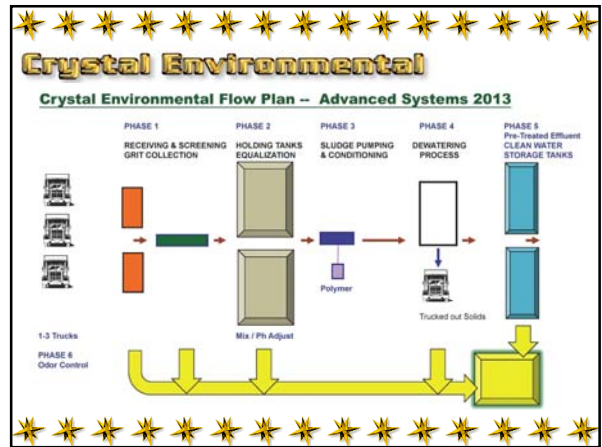 Crystal Environmental
Crystal Environmental Flow Plan -- Advanced Systems 2013
PHASE 1
RECEIVING & SCREENING
GRIT COLLECTION
PHASE 2
HOLDING TANKS
EQUALIZATION
PHASE 3
SLUDGE PUMPING
& CONDITIONING
PHASE 4
DEWATERING
PROCESS
PHASE 5
Pre-Treated Effluent
CLEAN WATER
STORAGE TANKS
Polymer
Trucked out Solids
1-3 Trucks
Mix / Ph Adjust
PHASE 6
Odor Control